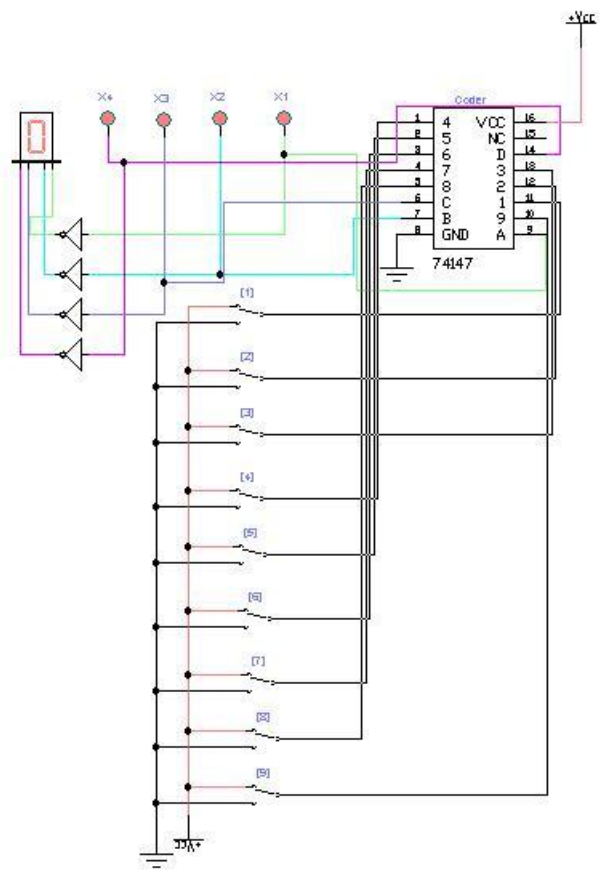 +Vcc
X4 X3 X2 X1
Coder
0
1 4 VCC 16
2 5 NC 15
3 6 D 14
4 7 3 13
5 8 2 12
6 C 1 11
7 B 9 10
8 GND A 9
74147
[1]
[2]
[3]
[4]
[5]
[6]
[7]
[8]
[9]
+Vcc